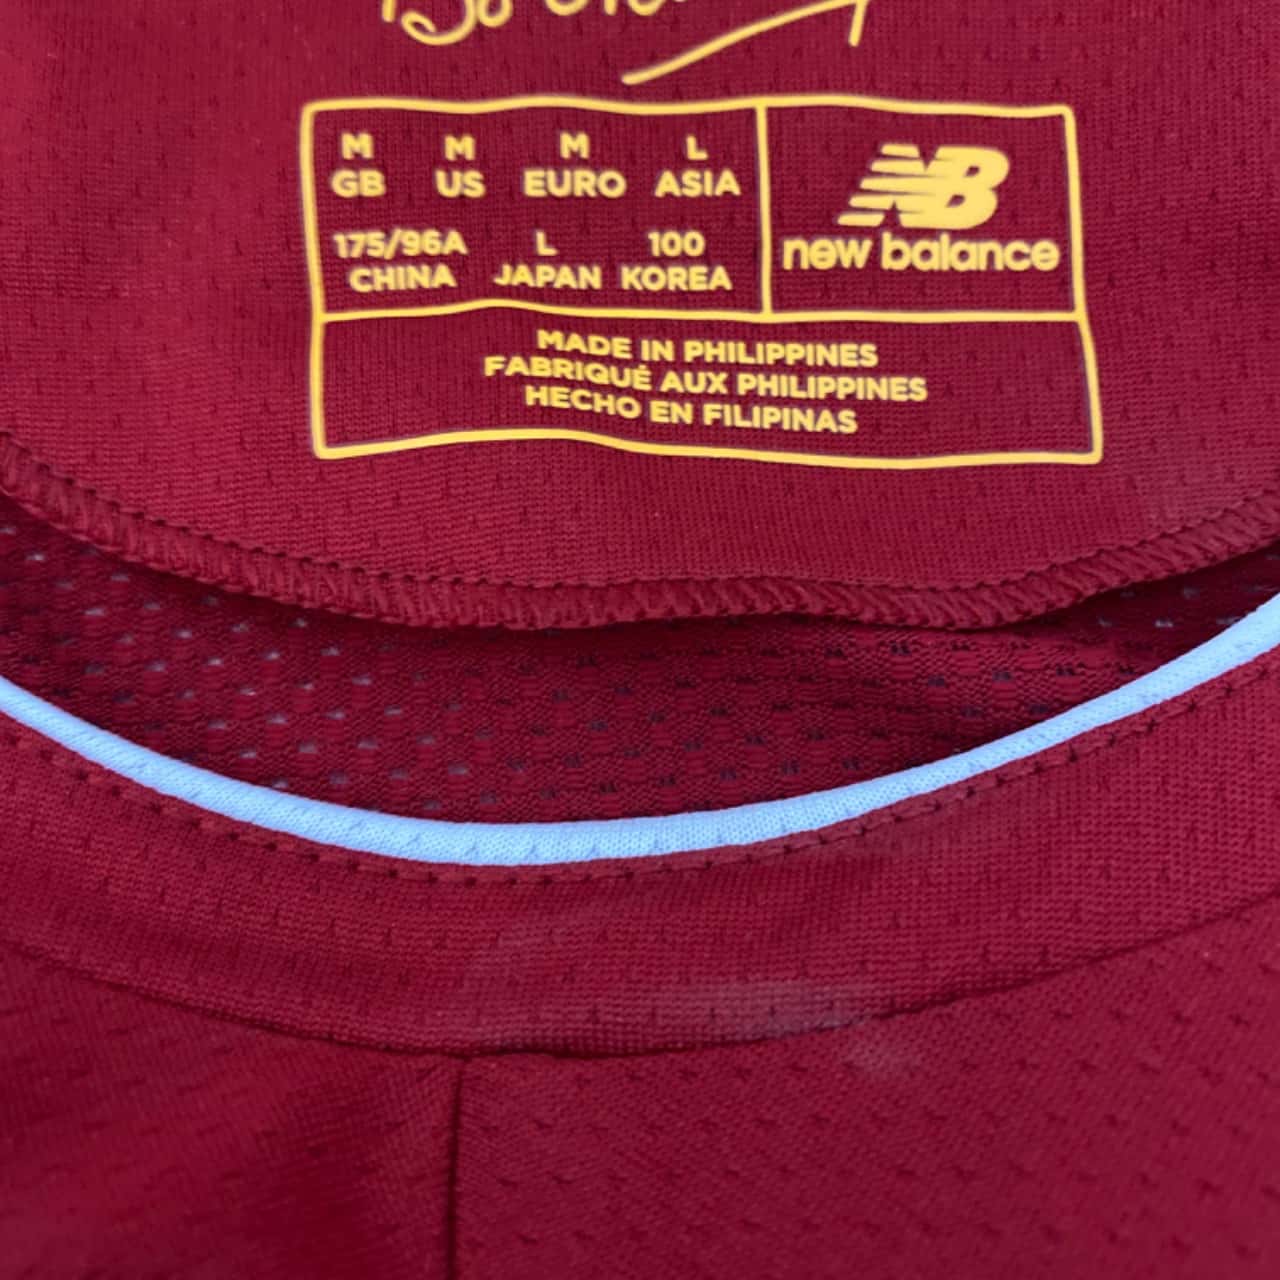 M M M L
GB US EURO ASIA
175/96A L 100
CHINA JAPAN KOREA
NB
new balance
MADE IN PHILIPPINES
FABRIQUÉ AUX PHILIPPINES
HECHO EN FILIPINAS